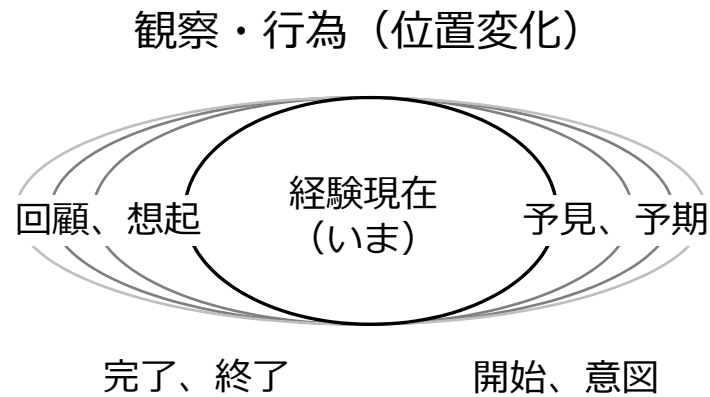 観察・行為（位置変化）
経験現在
（いま）
回顧、想起
予見、予期
完了、終了
開始、意図